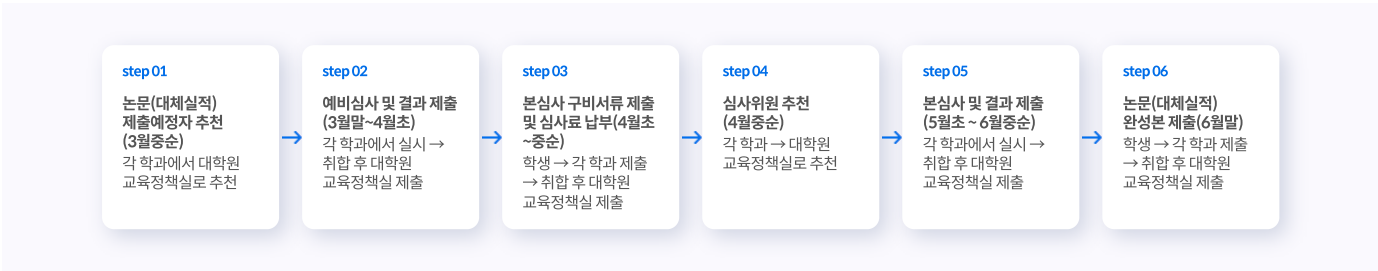 step 01
논문(대체실적)
제출예정자 추천
(3월중순)
각 학과에서 대학원
교육정책실로 추천
step 02
예비심사 및 결과 제출
(3월말~4월초)
각 학과에서 실시 →
취합 후 대학원
교육정책실 제출
step 03
본심사 구비서류 제출
및 심사료 납부(4월초
~중순)
학생 → 각 학과 제출
→ 취합 후 대학원
교육정책실 제출
step 04
심사위원 추천
(4월중순)
각 학과 → 대학원
교육정책실로 추천
step 05
본심사 및 결과 제출
(5월초 ~ 6월중순)
각 학과에서 실시 →
취합 후 대학원
교육정책실 제출
step 06
논문(대체실적)
완성본 제출(6월말)
학생 → 각 학과 제출
→ 취합 후 대학원
교육정책실 제출